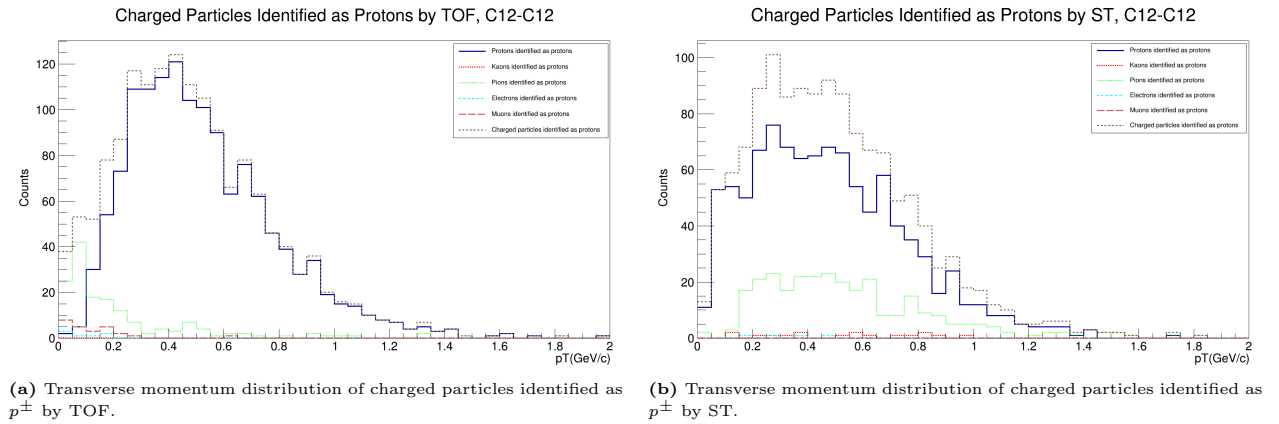 Charged Particles Identified as Protons by TOF, C12-C12
Counts
120
100
80
60
40
20
0
0 0.2 0.4 0.6 0.8 1 1.2 1.4 1.6 1.8 2
pT(GeV/c)
Protons identified as protons
Kaons identified as protons
Pions identified as protons
Electrons identified as protons
Muons identified as protons
Charged particles identified as protons
(a) Transverse momentum distribution of charged particles identified as
p± by TOF.
Charged Particles Identified as Protons by ST, C12-C12
Counts
100
80
60
40
20
0
0 0.2 0.4 0.6 0.8 1 1.2 1.4 1.6 1.8 2
pT(GeV/c)
Protons identified as protons
Kaons identified as protons
Pions identified as protons
Electrons identified as protons
Muons identified as protons
Charged particles identified as protons
(b) Transverse momentum distribution of charged particles identified as
p± by ST.